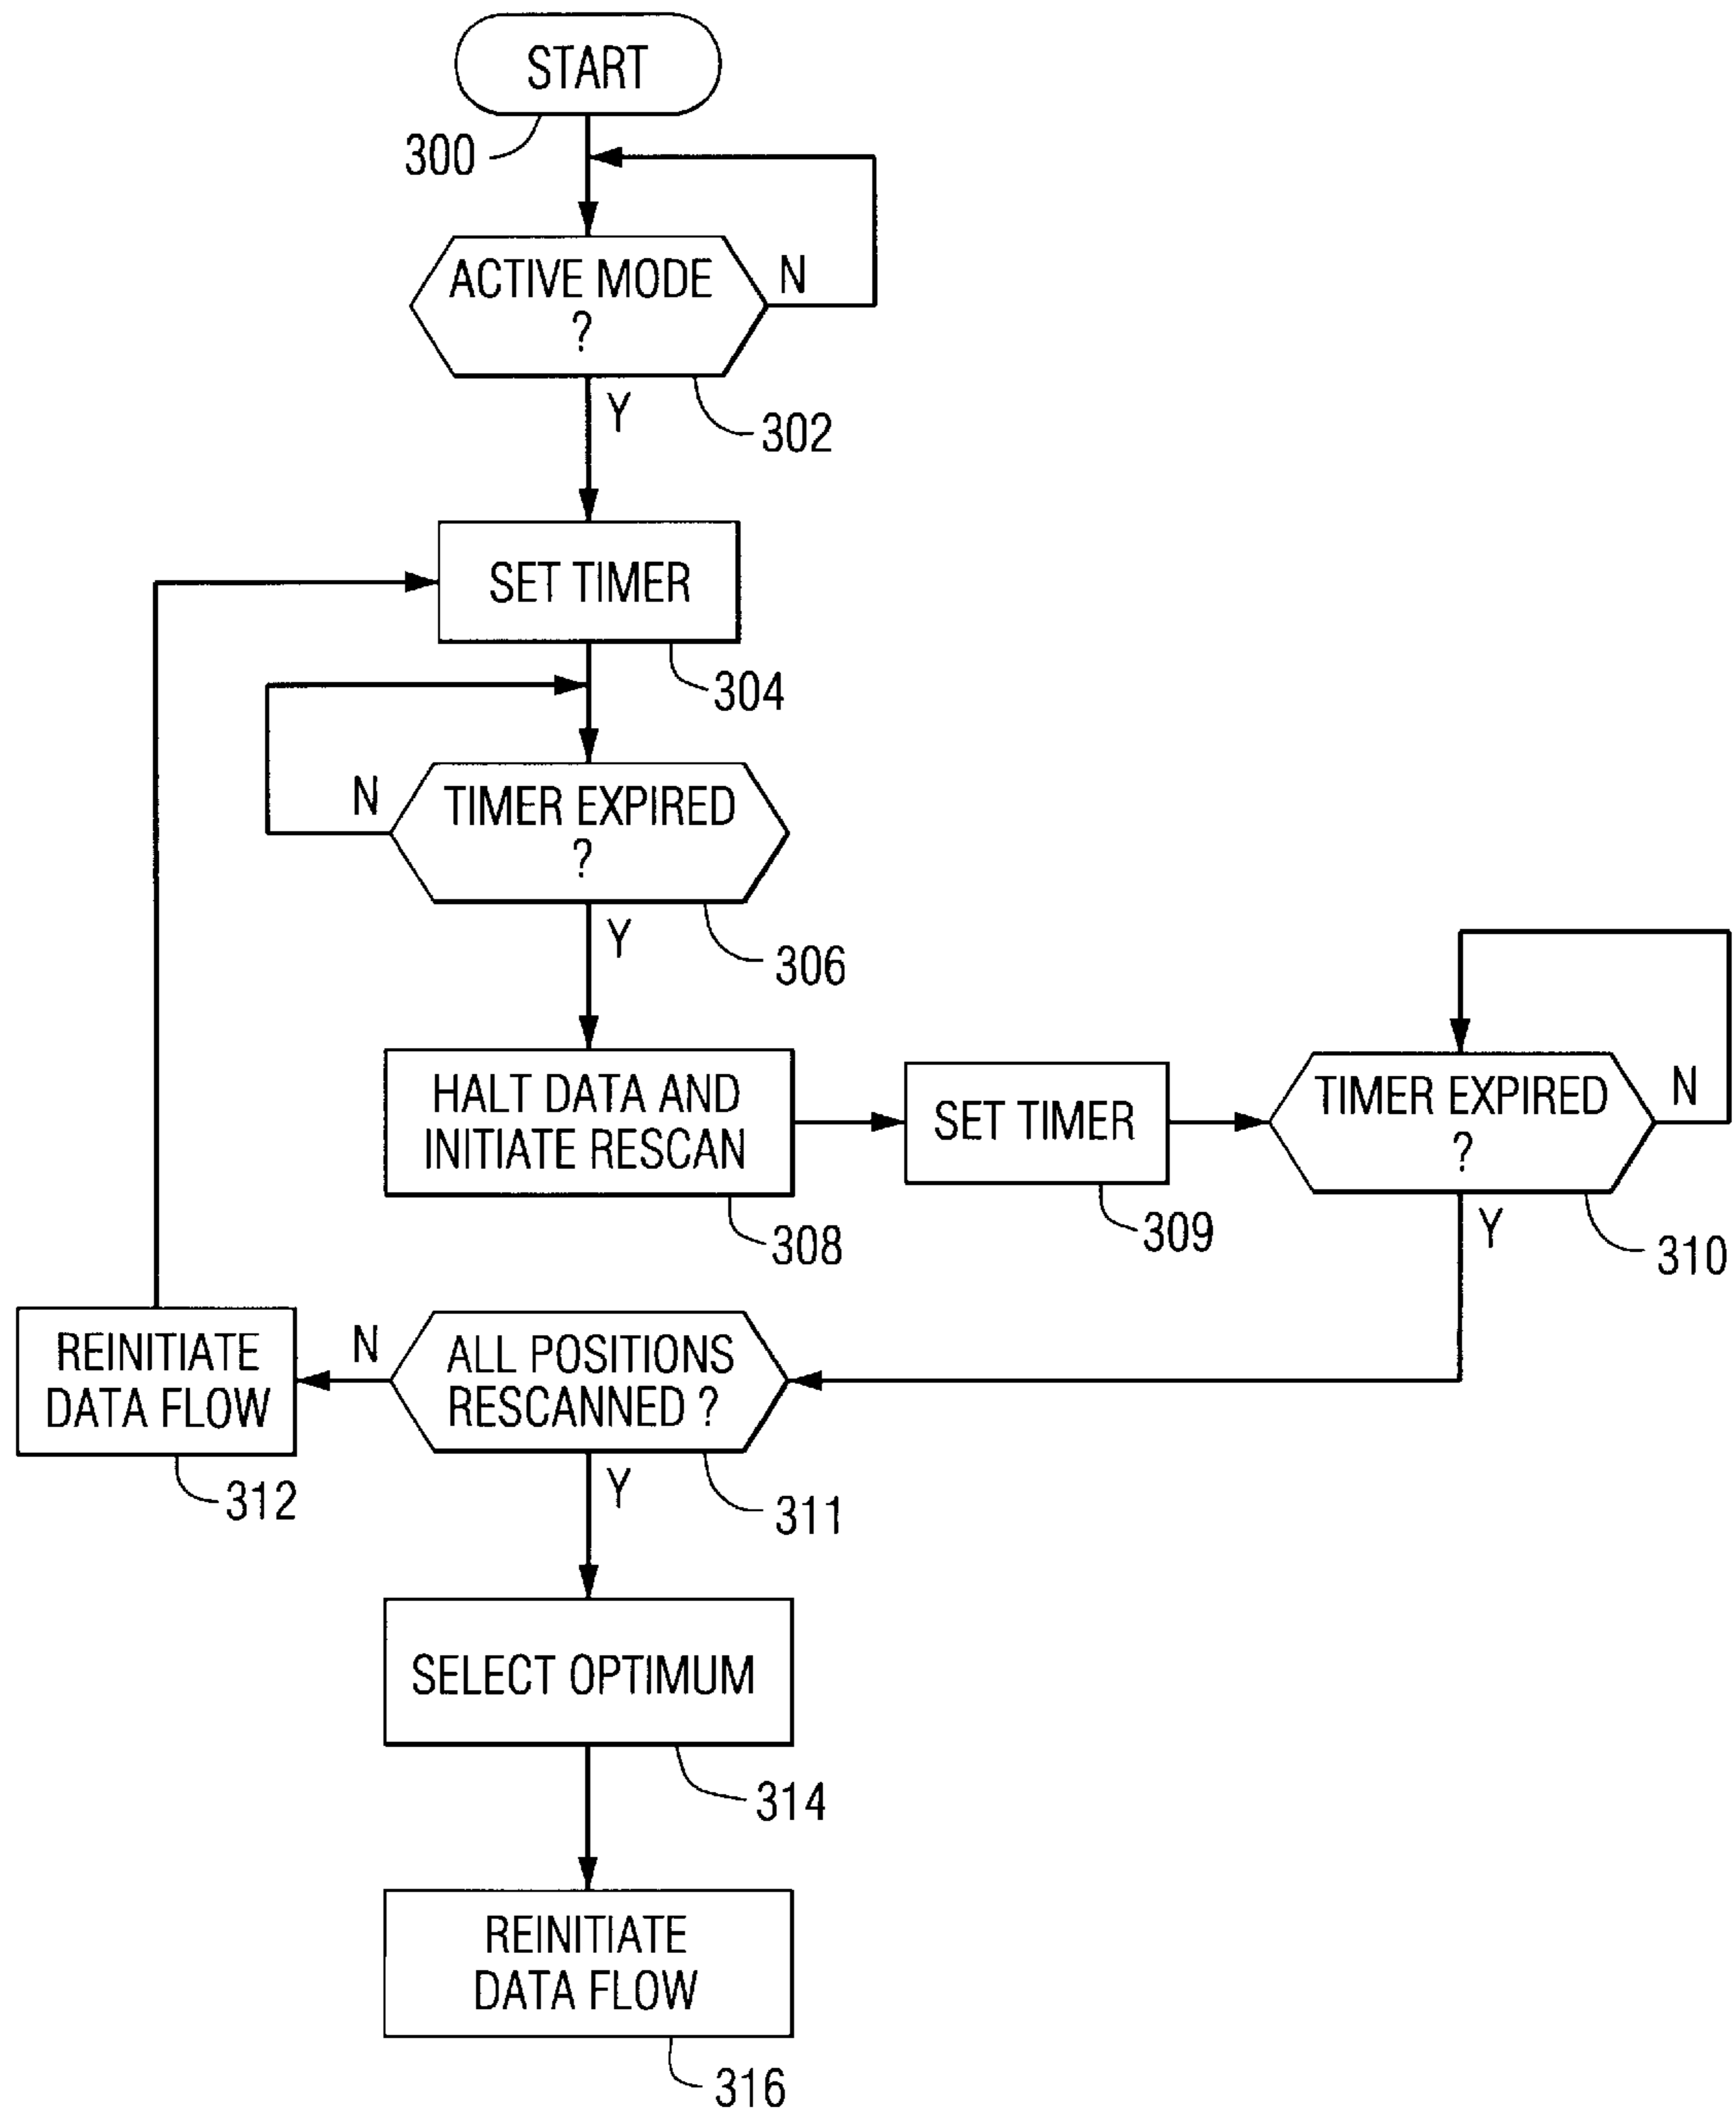 START
300
ACTIVE MODE
?
N
Y
302
SET TIMER
304
TIMER EXPIRED
?
N
Y
306
HALT DATA AND
INITIATE RESCAN
308
SET TIMER
309
TIMER EXPIRED
?
N
Y
310
ALL POSITIONS
RESCANNED ?
N
Y
311
REINITIATE
DATA FLOW
312
SELECT OPTIMUM
314
REINITIATE
DATA FLOW
316